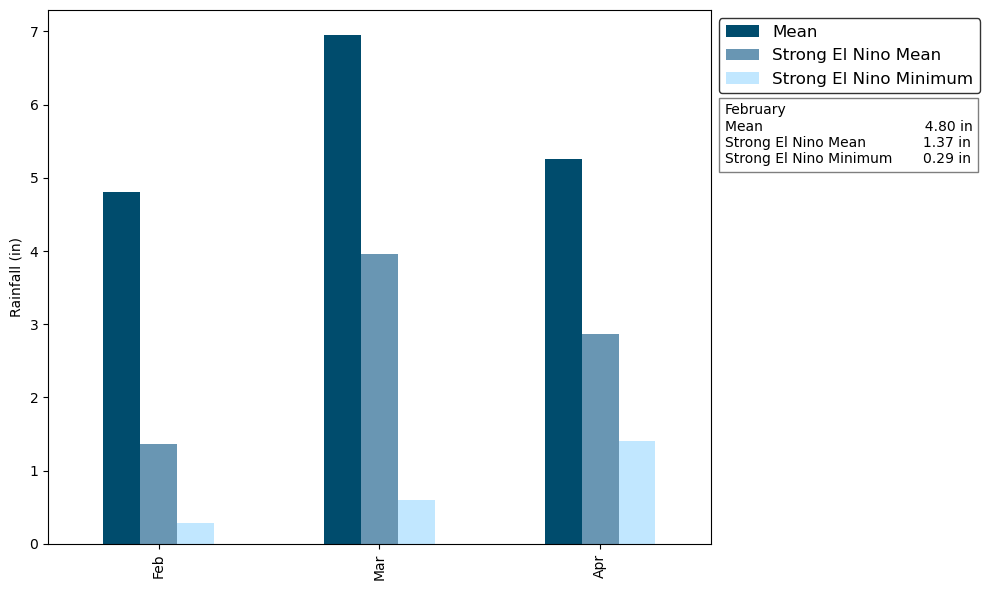 7
6
5
4
3
2
1
0
Rainfall (in)
Feb
Mar
Apr
Mean
Strong El Nino Mean
Strong El Nino Minimum
February
Mean 4.80 in
Strong El Nino Mean 1.37 in
Strong El Nino Minimum 0.29 in